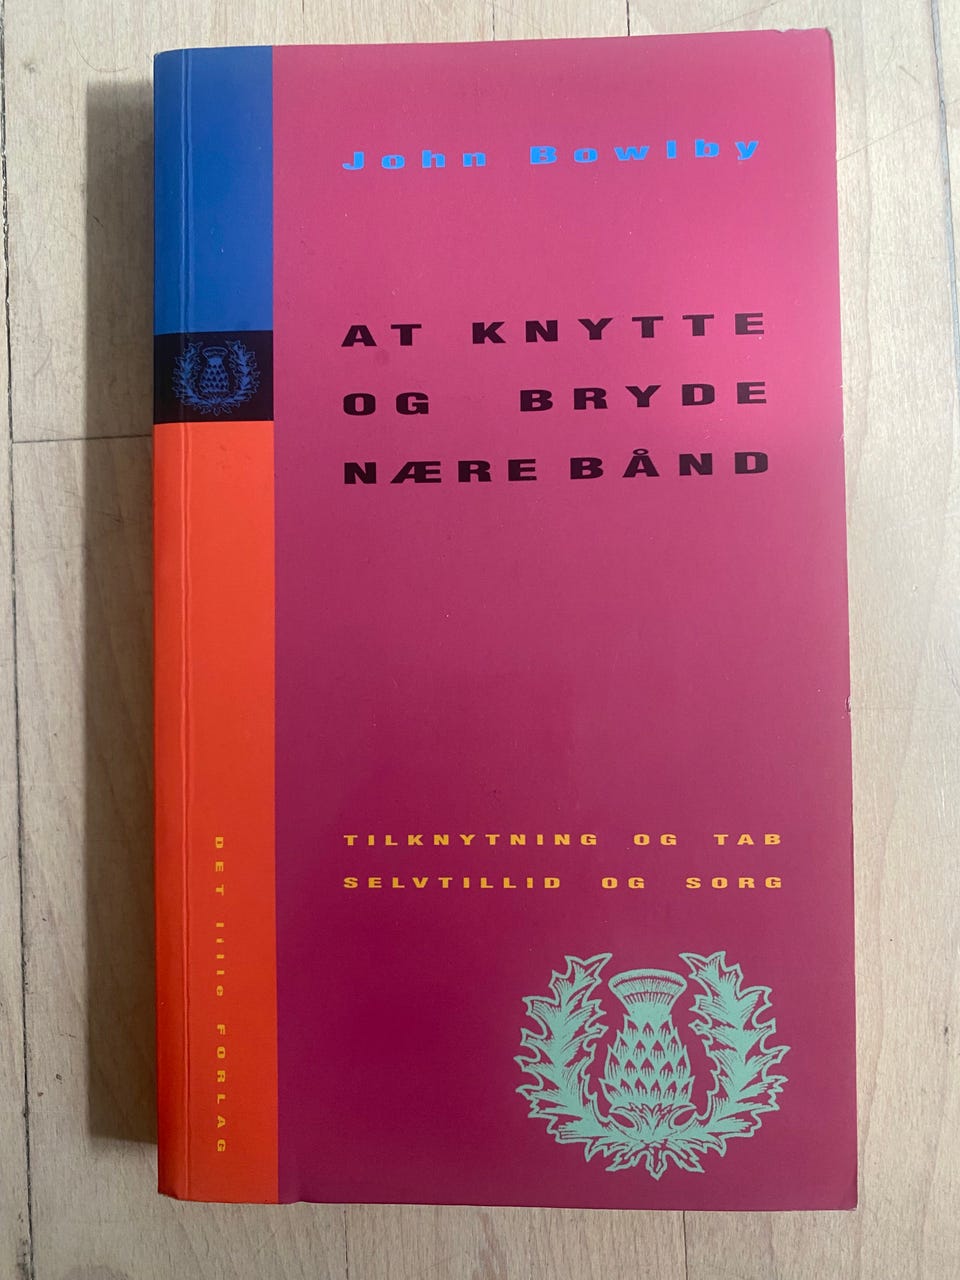 John Bowlby
AT KNYTTE
OG BRYDE
NÆRE BÅND
TILKNYTNING OG TAB
SELVTILLID OG SORG
DET lille FORLAG